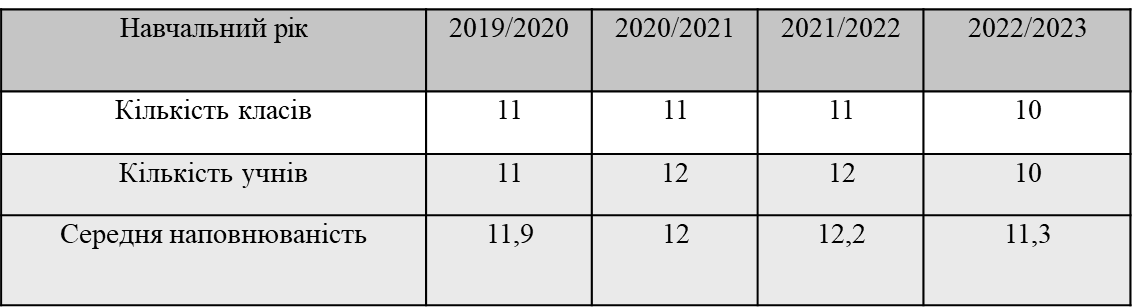 Навчальний рік 2019/2020 2020/2021 2021/2022 2022/2023
Кількість класів 11 11 11 10
Кількість учнів 11 12 12 10
Середня наповнюваність 11,9 12 12,2 11,3